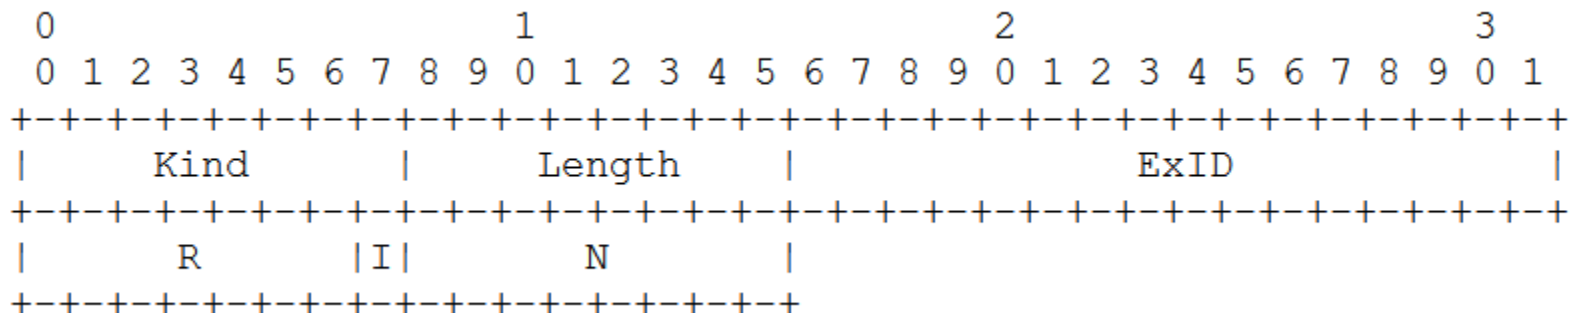 0                   1                   2                   3
 0 1 2 3 4 5 6 7 8 9 0 1 2 3 4 5 6 7 8 9 0 1 2 3 4 5 6 7 8 9 0 1
+-+-+-+-+-+-+-+-+-+-+-+-+-+-+-+-+-+-+-+-+-+-+-+-+-+-+-+-+-+-+-+-+
|     Kind      |     Length    |              ExID             |
+-+-+-+-+-+-+-+-+-+-+-+-+-+-+-+-+-+-+-+-+-+-+-+-+-+-+-+-+-+-+-+-+
|      R      |I|       N       |
+-+-+-+-+-+-+-+-+-+-+-+-+-+-+-+-+